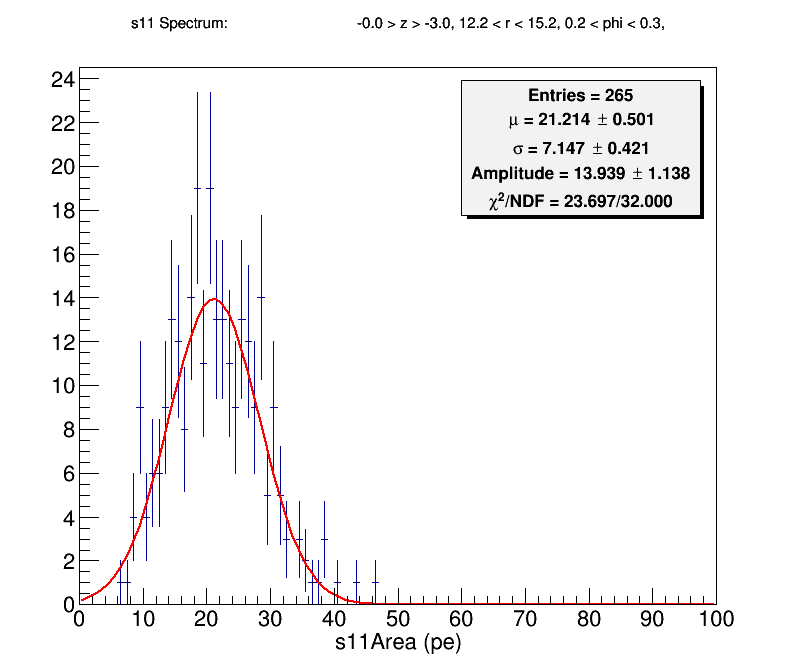 s11 Spectrum: -0.0 > z > -3.0, 12.2 < r < 15.2, 0.2 < phi < 0.3,
Entries = 265
μ = 21.214 ± 0.501
σ = 7.147 ± 0.421
Amplitude = 13.939 ± 1.138
χ²/NDF = 23.697/32.000
24
22
20
18
16
14
12
10
8
6
4
2
0
0 10 20 30 40 50 60 70 80 90 100
s11Area (pe)